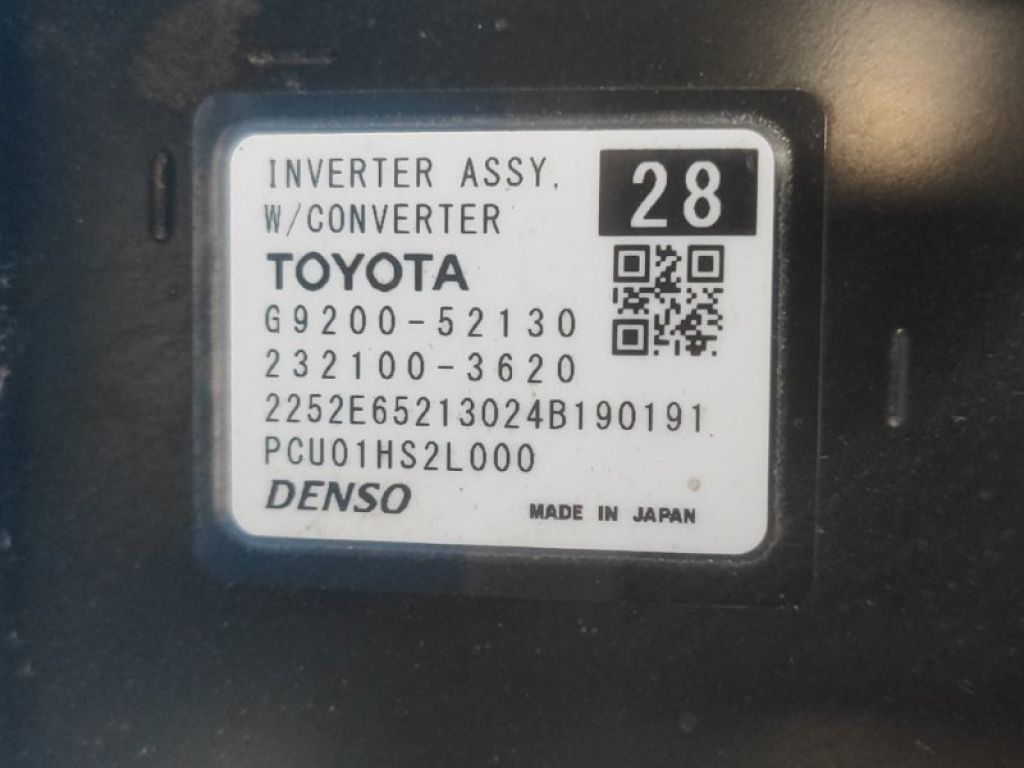 INVERTER ASSY,
W/CONVERTER
28
TOYOTA
G9200-52130
232100-3620
2252E65213024B190191
PCU01HS2L000
DENSO
MADE IN JAPAN